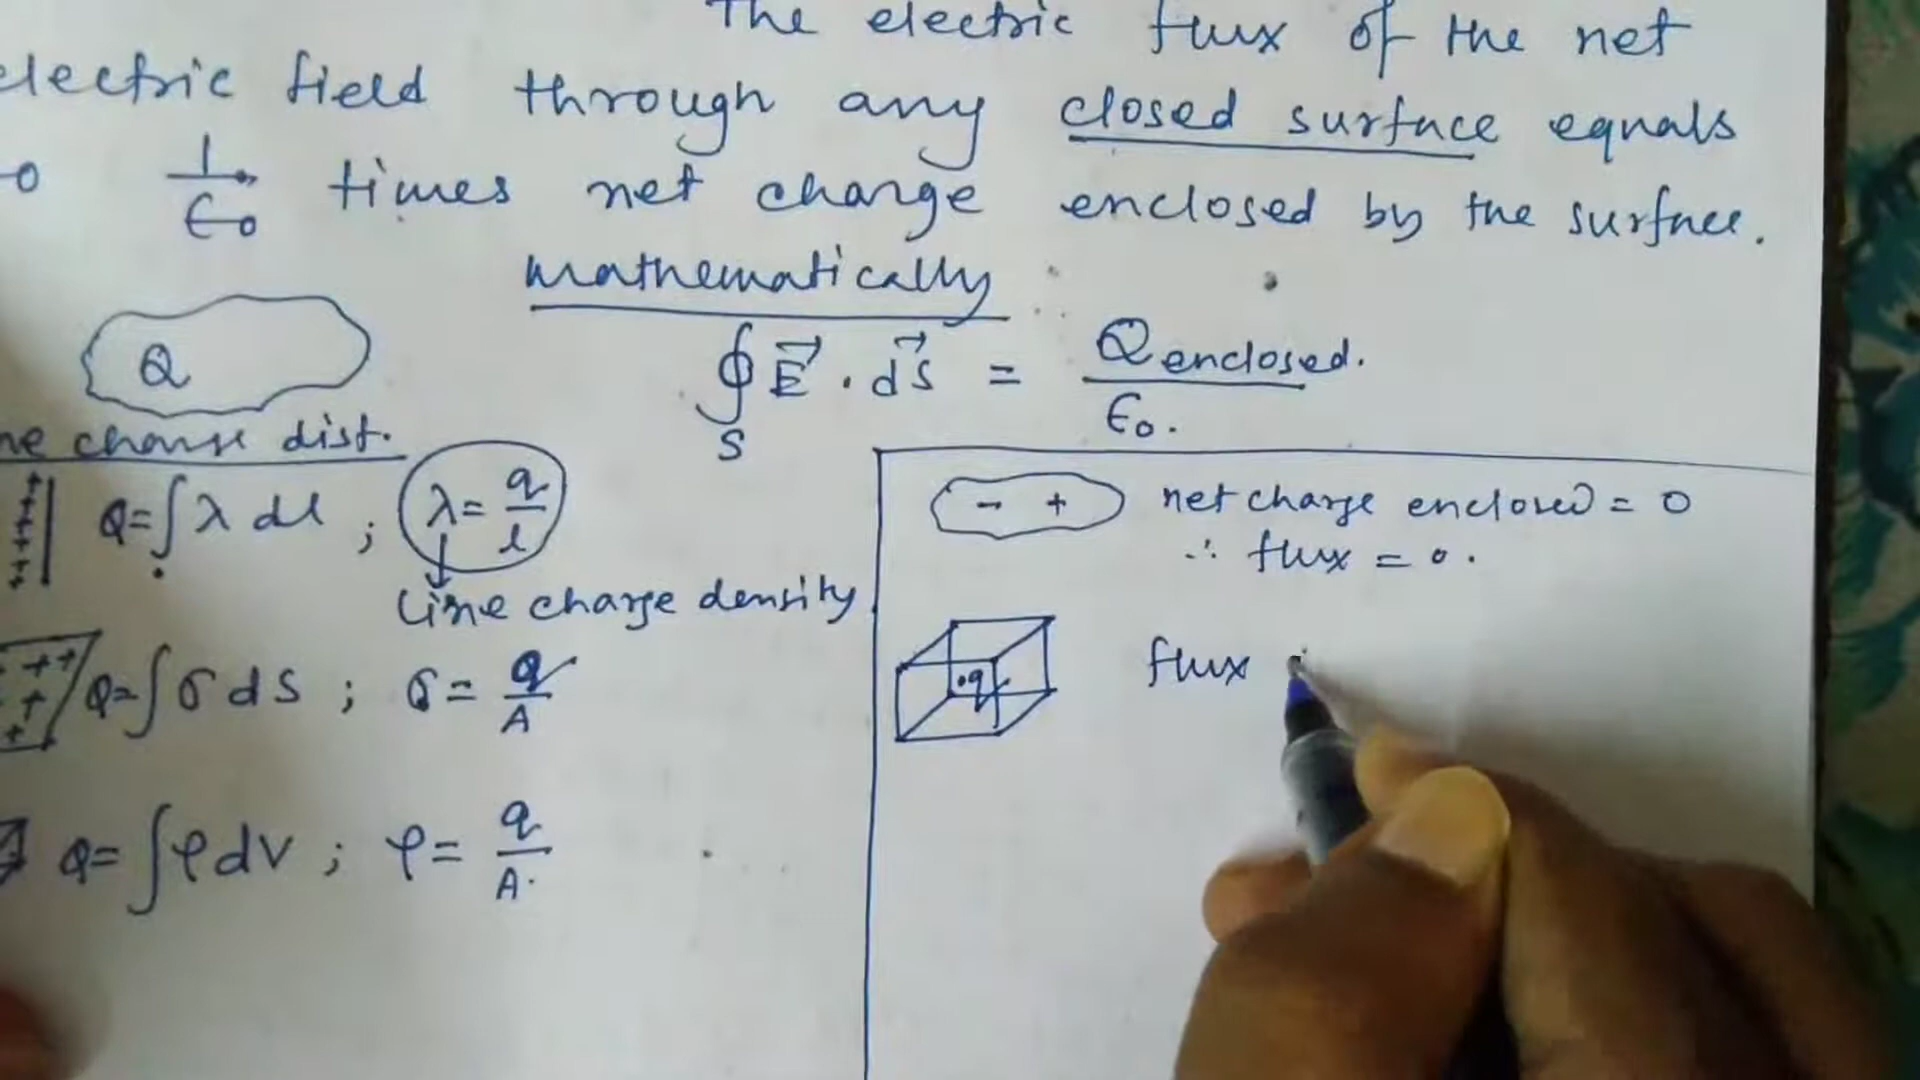 The electric flux of the net
electric field through any closed surface equals
to 1/ϵ₀ times net charge enclosed by the surface.
mathematically
∮_S E⃗ . dS⃗ = Q enclosed. / ϵ₀.
Q
charge dist.
++++ Q=∫λ dl ; λ= q/l
line charge density
++ + + Q=∫σ dS ; σ= q/A
Q= ∫ρ dV ; ρ= q/A.
- + net charge enclosed = 0
∴ flux = 0 .
.q flux